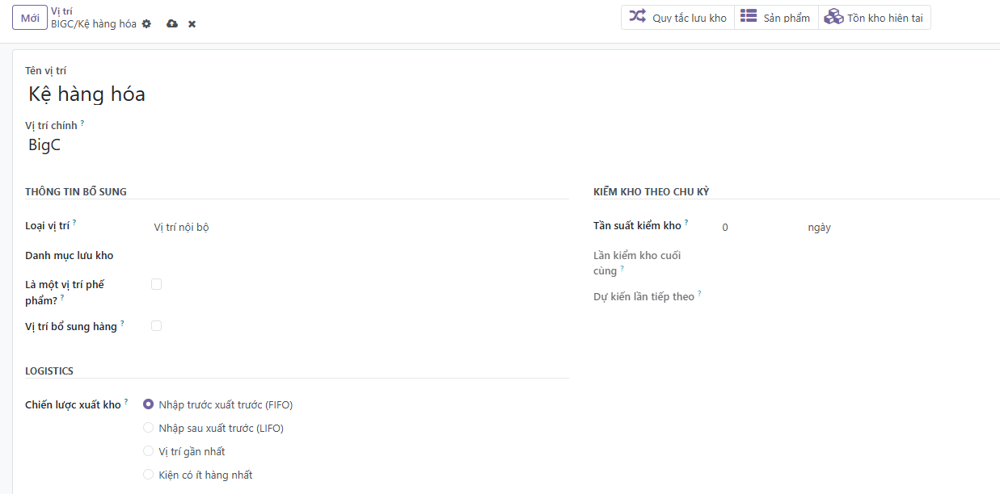 Mới
Vị trí
BIGC/Kệ hàng hóa
Quy tắc lưu kho
Sản phẩm
Tồn kho hiện tại
Tên vị trí
Kệ hàng hóa
Vị trí chính ?
BigC
THÔNG TIN BỔ SUNG
Loại vị trí ? Vị trí nội bộ
Danh mục lưu kho
Là một vị trí phế
phẩm? ?
Vị trí bổ sung hàng ?
KIỂM KHO THEO CHU KỲ
Tần suất kiểm kho ? 0 ngày
Lần kiểm kho cuối
cùng ?
Dự kiến lần tiếp theo ?
LOGISTICS
Chiến lược xuất kho ? Nhập trước xuất trước (FIFO)
Nhập sau xuất trước (LIFO)
Vị trí gần nhất
Kiện có ít hàng nhất